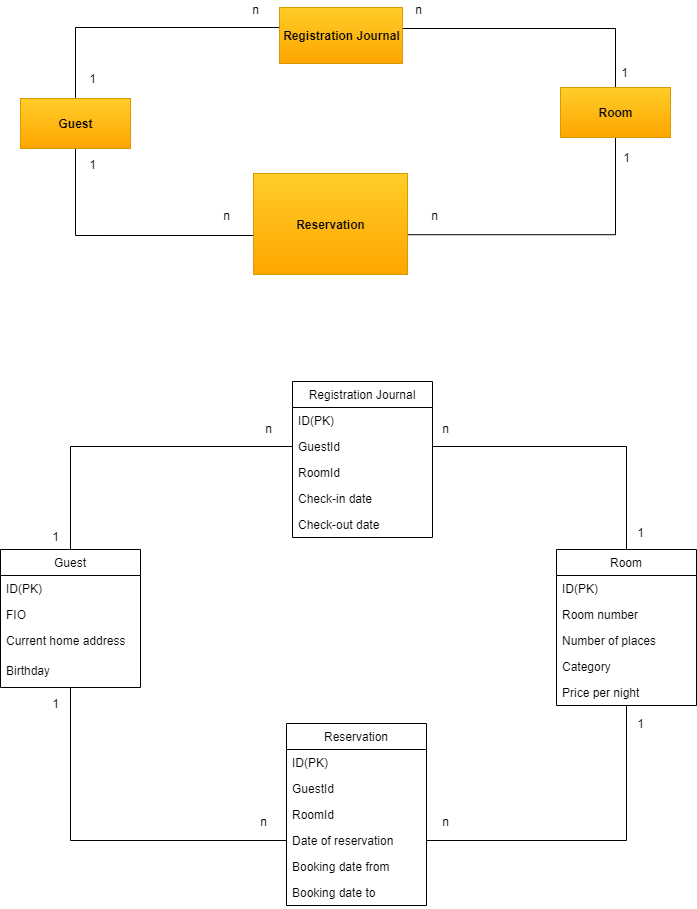 n
n
Registration Journal
1
1
Guest
Room
1
1
n
n
Reservation
Registration Journal
ID(PK)
n
n
GuestId
RoomId
Check-in date
Check-out date
1
1
Guest
ID(PK)
FIO
Current home address
Birthday
Room
ID(PK)
Room number
Number of places
Category
Price per night
1
1
Reservation
ID(PK)
GuestId
RoomId
n
n
Date of reservation
Booking date from
Booking date to